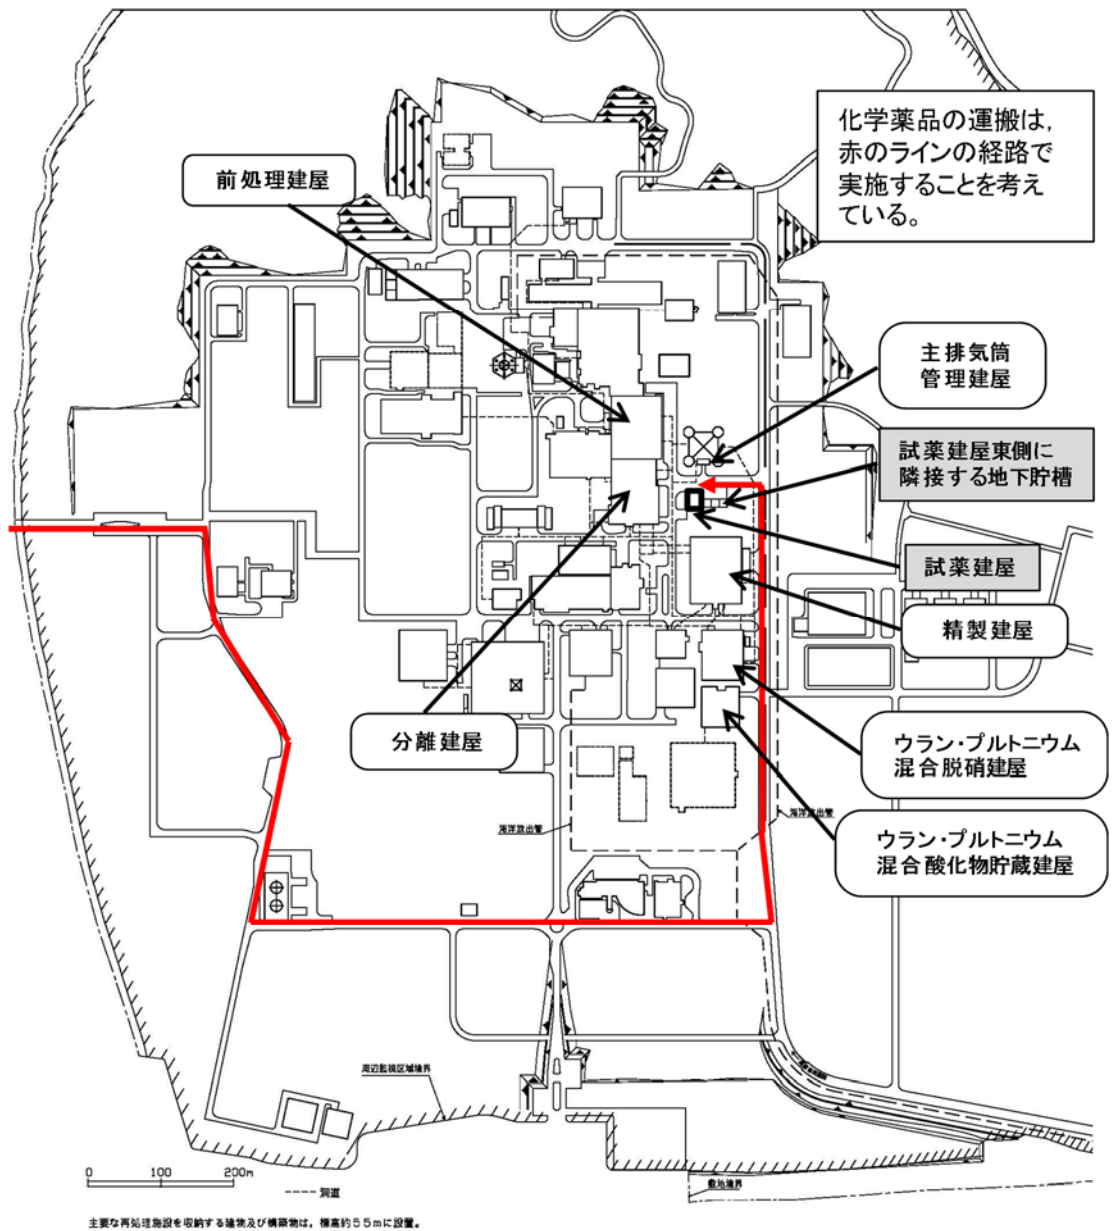 化学薬品の運搬は，
赤のラインの経路で
実施することを考え
ている。
前処理建屋
主排気筒
管理建屋
試薬建屋東側に
隣接する地下貯槽
試薬建屋
精製建屋
分離建屋
ウラン・プルトニウム
混合脱硝建屋
ウラン・プルトニウム
混合酸化物貯蔵建屋
海洋放出管
海洋放出管
周辺監視区域境界
敷地境界
0 100 200m
洞道
主要な再処理施設を収納する建物及び構築物は，標高約５５ｍに設置。